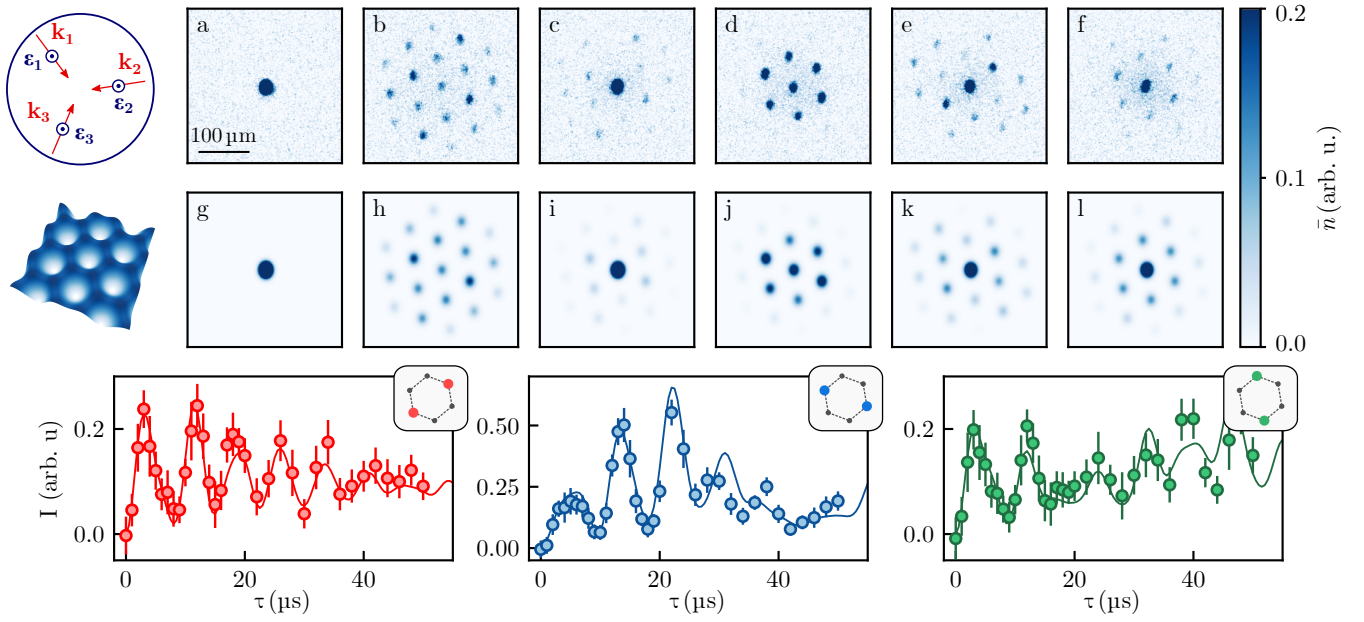 k₁
ε₁
k₂
ε₂
k₃
ε₃
a
b
c
d
e
f
100 µm
g
h
i
j
k
l
0.2
0.1
0.0
n̄ (arb. u.)
I (arb. u)
0.2
0.0
0
20
40
τ (µs)
0.50
0.25
0.00
0
20
40
τ (µs)
0.2
0.0
0
20
40
τ (µs)